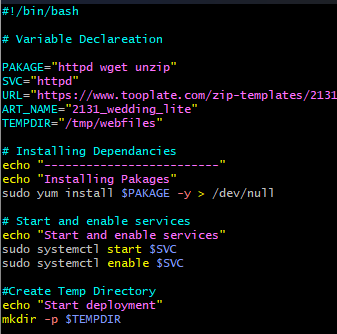 #!/bin/bash
# Variable Declareation
PAKAGE="httpd wget unzip"
SVC="httpd"
URL="https://www.tooplate.com/zip-templates/2131
ART_NAME="2131_wedding_lite"
TEMPDIR="/tmp/webfiles"
# Installing Dependancies
echo "-------------------------"
echo "Installing Pakages"
sudo yum install $PAKAGE -y > /dev/null
# Start and enable services
echo "Start and enable services"
sudo systemctl start $SVC
sudo systemctl enable $SVC
#Create Temp Directory
echo "Start deployment"
mkdir -p $TEMPDIR